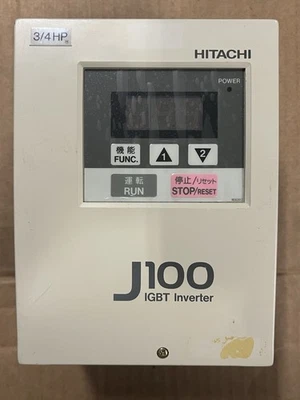 3/4HP
HITACHI
POWER
機能
FUNC.
1
2
運転
RUN
停止/リセット
STOP/RESET
J100
IGBT Inverter